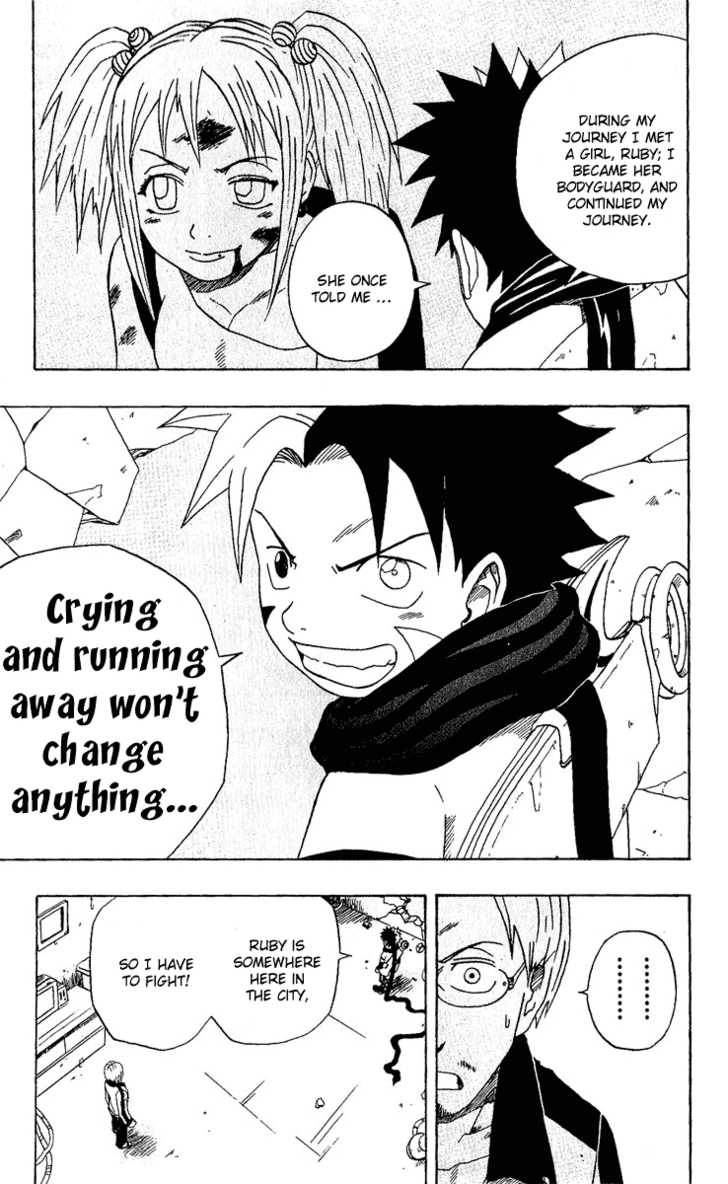 DURING MY
JOURNEY I MET
A GIRL, RUBY; I
BECAME HER
BODYGUARD, AND
CONTINUED MY
JOURNEY.
SHE ONCE
TOLD ME ...
Crying
and running
away won't
change
anything...
RUBY IS
SOMEWHERE
HERE IN
THE CITY,
SO I HAVE
TO FIGHT!